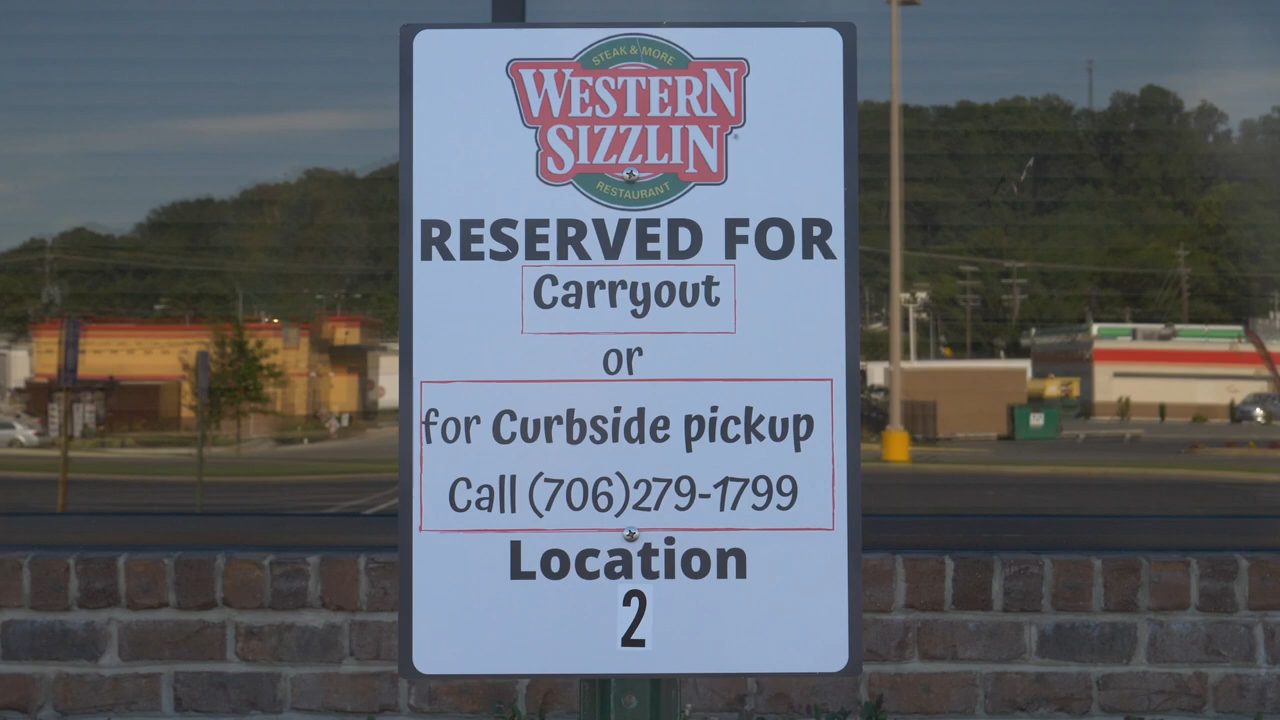 STEAK & MORE
WESTERN
SIZZLIN
RESTAURANT
RESERVED FOR
Carryout
or
for Curbside pickup
Call (706)279-1799
Location
2